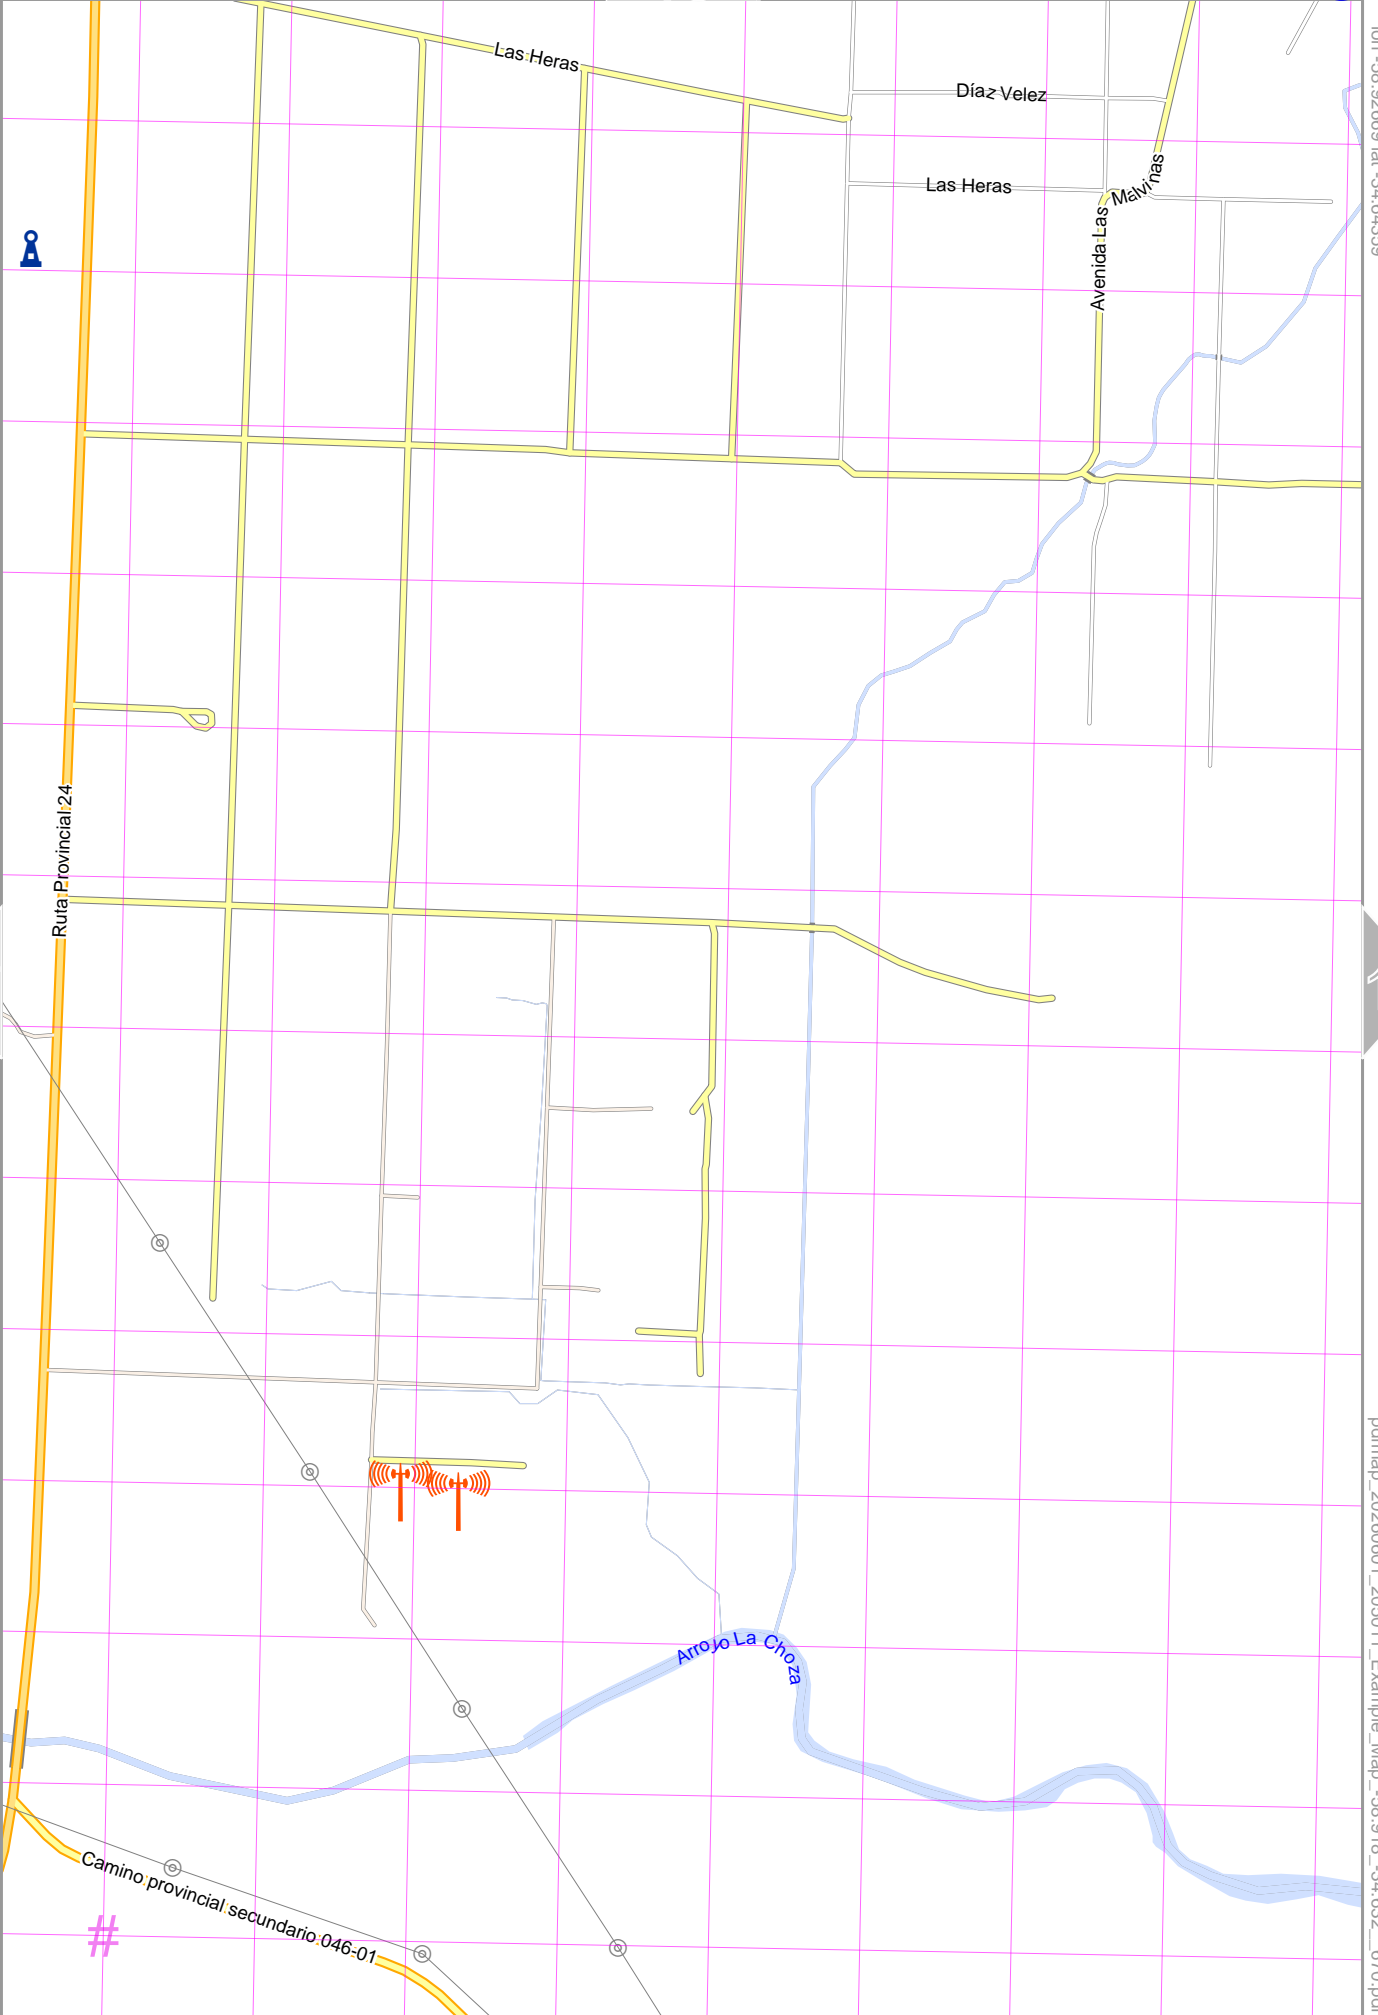 Las Heras
Díaz Velez
Las Heras
Avenida Las Malvinas
Ruta Provincial 24
Arroyo La Choza
Camino provincial secundario 046-01
#